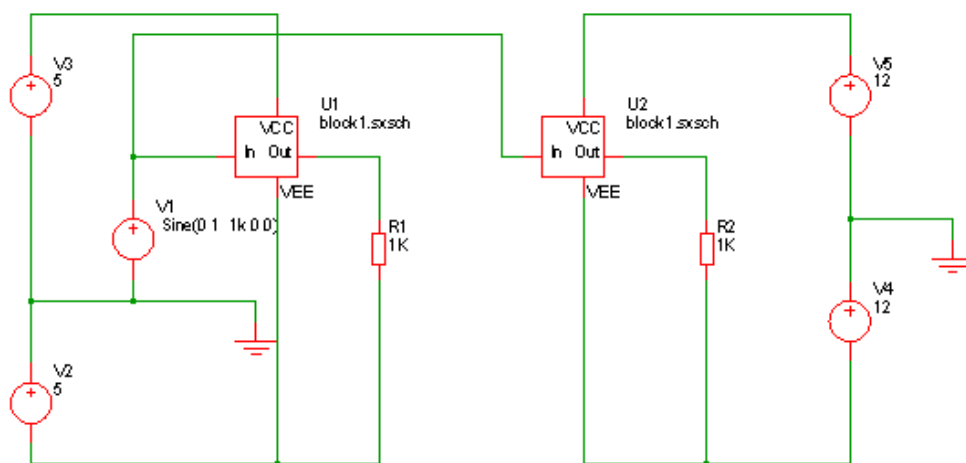 V3
5
V5
12
U1
block1.sxsch
U2
block1.sxsch
VCC
In Out
VEE
VCC
In Out
VEE
V1
Sine(0 1 1k 0 0)
R1
1K
R2
1K
V4
12
V2
5